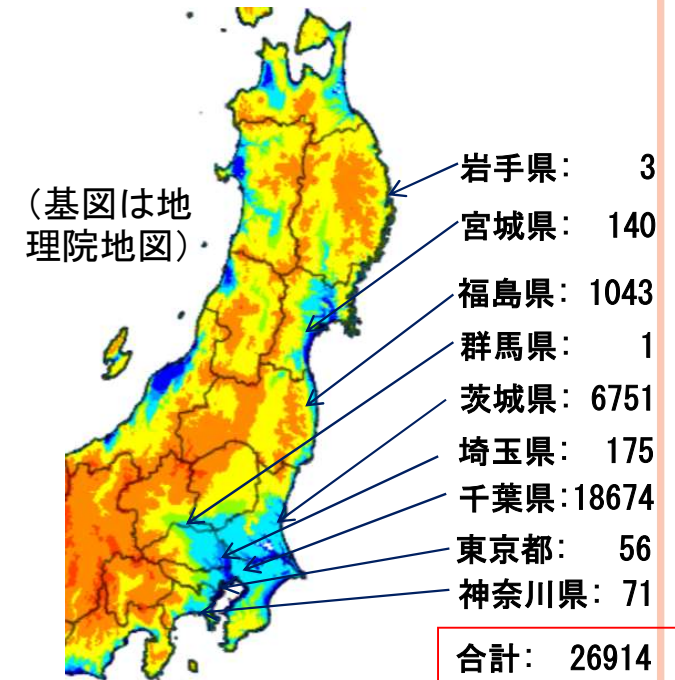 岩手県： 3
宮城県： 140
（基図は地
理院地図）
福島県： 1043
群馬県： 1
茨城県： 6751
埼玉県： 175
千葉県：18674
東京都： 56
神奈川県： 71
合計： 26914